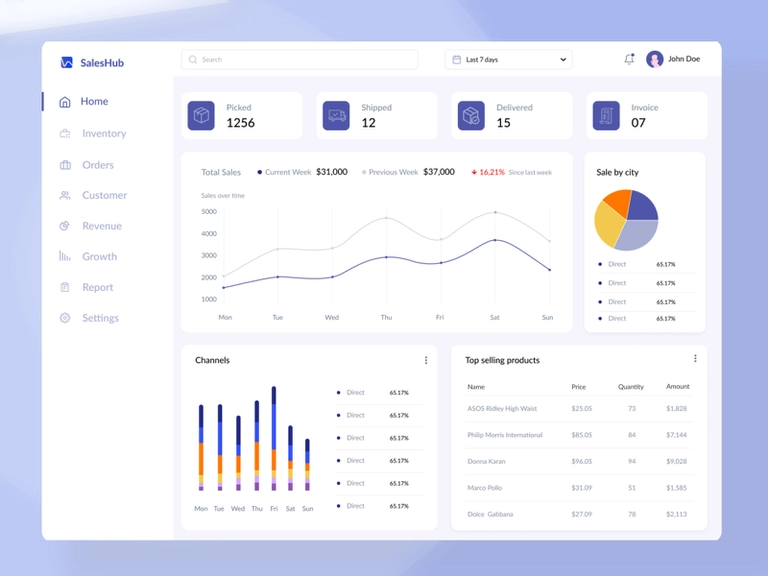 SalesHub
Search
Last 7 days
John Doe
Home
Inventory
Orders
Customer
Revenue
Growth
Report
Settings
Picked
1256
Shipped
12
Delivered
15
Invoice
07
Total Sales Current Week $31,000 Previous Week $37,000 16,21% Since last week
Sales over time
5000
4000
3000
2000
1000
Mon Tue Wed Thu Fri Sat Sun
Sale by city
Direct 65.17%
Direct 65.17%
Direct 65.17%
Direct 65.17%
Channels
Mon Tue Wed Thu Fri Sat Sun
Direct 65.17%
Direct 65.17%
Direct 65.17%
Direct 65.17%
Direct 65.17%
Direct 65.17%
Top selling products
Name Price Quantity Amount
ASOS Ridley High Waist $25.05 73 $1,828
Philip Morris International $85.05 84 $7,144
Donna Karan $96.05 94 $9,028
Marco Pollo $31.09 51 $1,585
Dolce Gabbana $27.09 78 $2,113